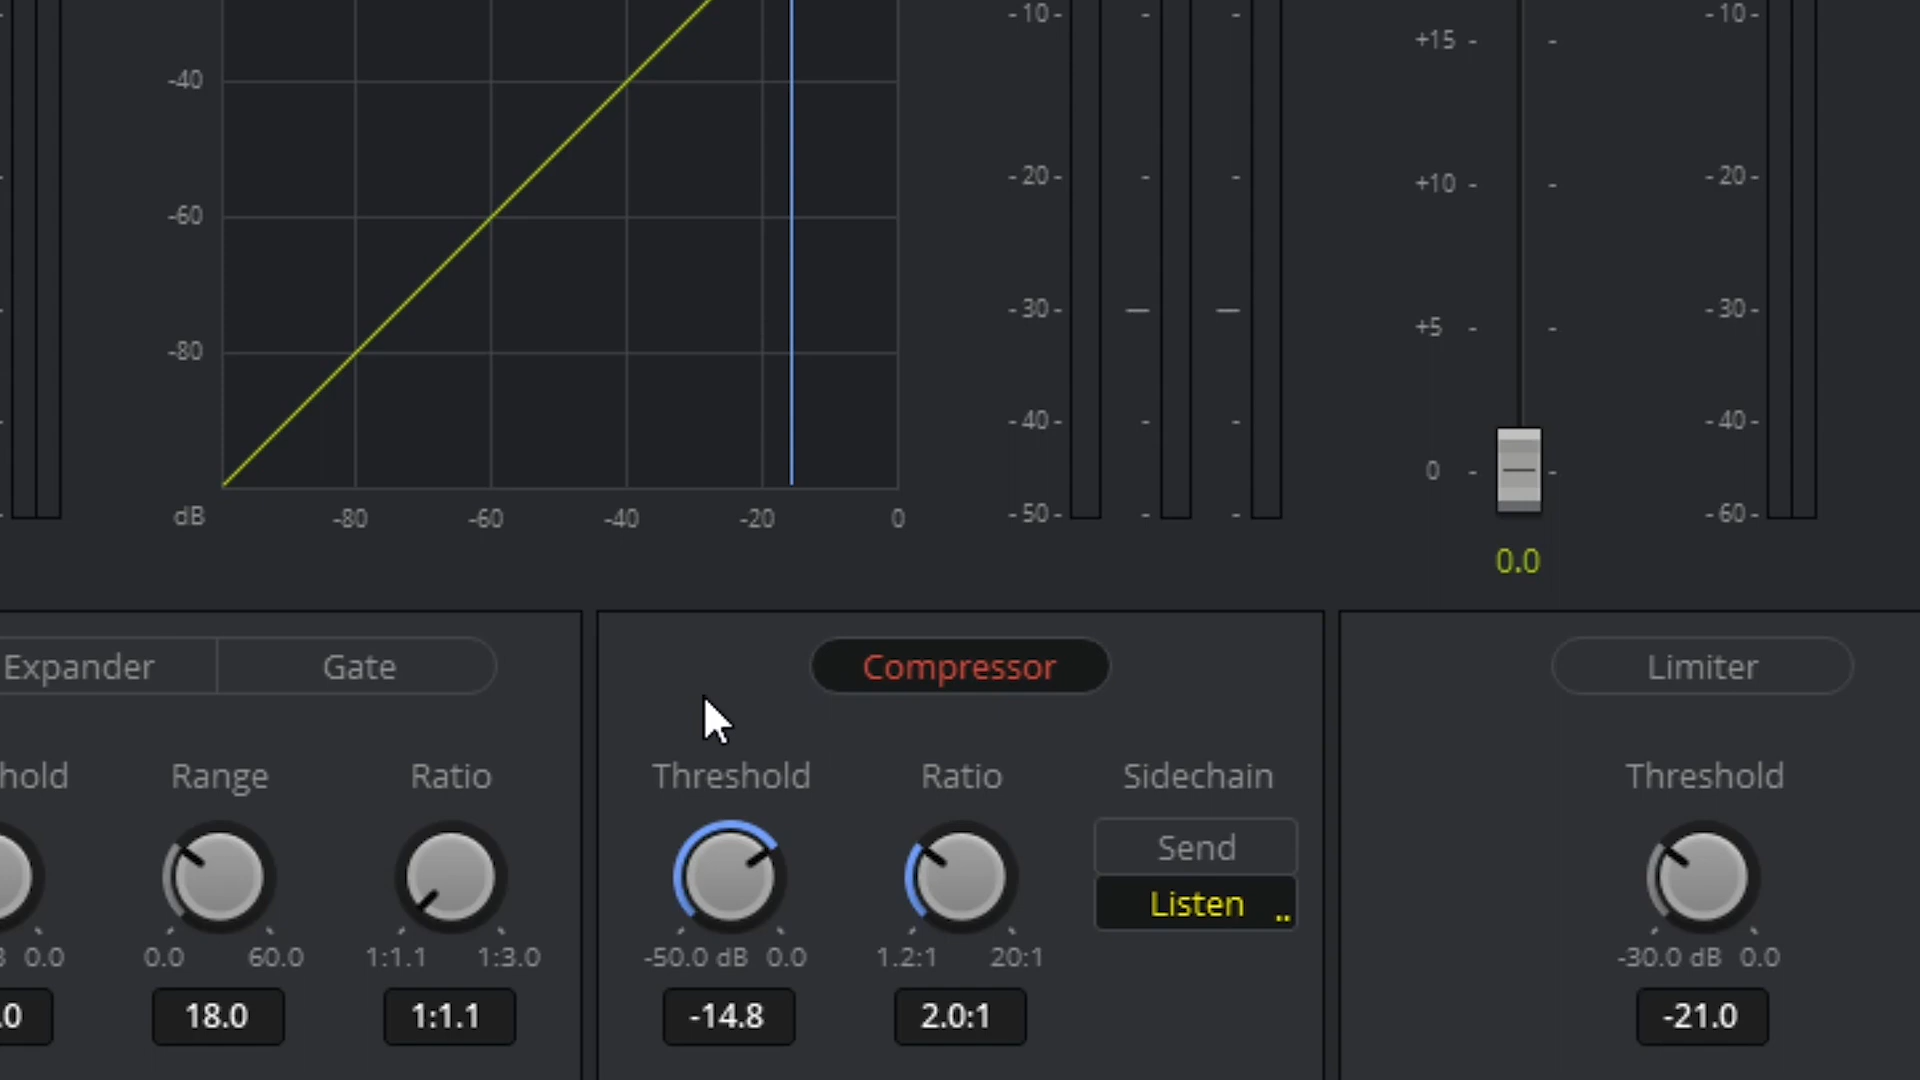 -10- - - +15 - - -10-
-40
-20- - - +10 - - -20-
-60
-30- +5 - - -30-
-80
-40- - - -40-
0 - -
dB -80 -60 -40 -20 0 -50- - - -60-
0.0
Expander Gate Compressor Limiter
hold Range Ratio Threshold Ratio Sidechain Threshold
Send
Listen ..
0.0 0.0 60.0 1:1.1 1:3.0 -50.0 dB 0.0 1.2:1 20:1 -30.0 dB 0.0
.0 18.0 1:1.1 -14.8 2.0:1 -21.0